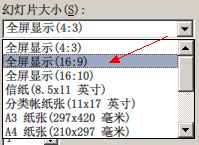 幻灯片大小(S):
全屏显示(4:3)
全屏显示(4:3)
全屏显示(16:9)
全屏显示(16:10)
信纸(8.5x11 英寸)
分类帐纸张(11x17 英寸)
A3 纸张(297x420 毫米)
A4 纸张(210x297 毫米)